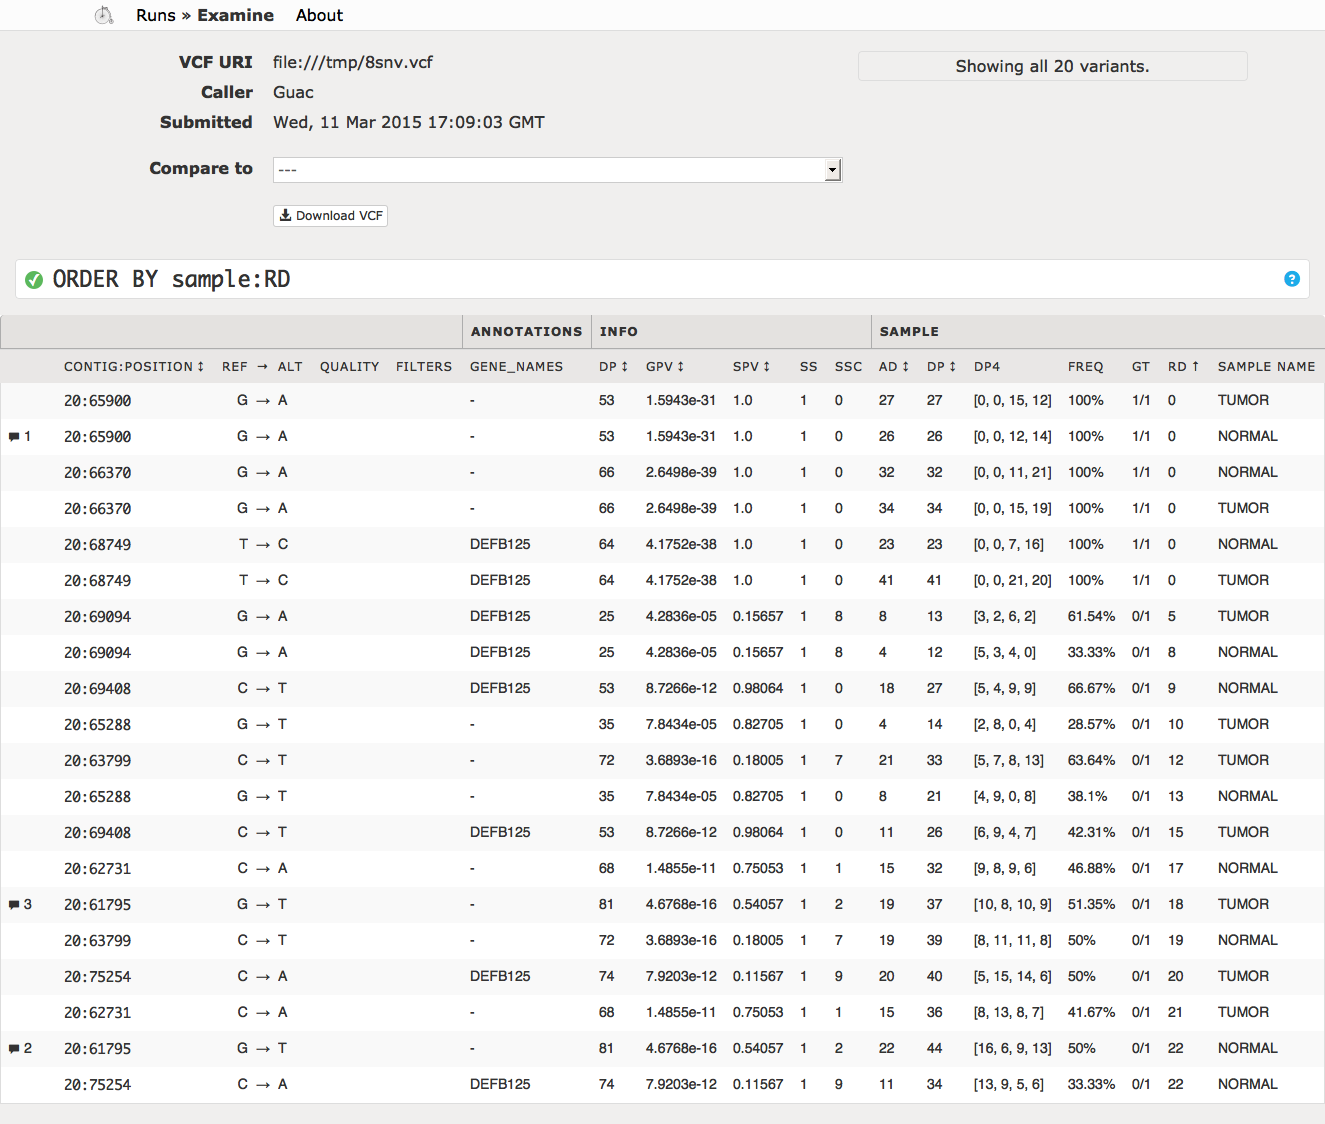 Runs » Examine About
VCF URI file:///tmp/8snv.vcf
Showing all 20 variants.
Caller Guac
Submitted Wed, 11 Mar 2015 17:09:03 GMT
Compare to ---
Download VCF
ORDER BY sample:RD ?
ANNOTATIONS INFO SAMPLE
CONTIG:POSITION ↕ REF → ALT QUALITY FILTERS GENE_NAMES DP ↕ GPV ↕ SPV ↕ SS SSC AD ↕ DP ↕ DP4 FREQ GT RD ↑ SAMPLE NAME
20:65900 G → A - 53 1.5943e-31 1.0 1 0 27 27 [0, 0, 15, 12] 100% 1/1 0 TUMOR
1 20:65900 G → A - 53 1.5943e-31 1.0 1 0 26 26 [0, 0, 12, 14] 100% 1/1 0 NORMAL
20:66370 G → A - 66 2.6498e-39 1.0 1 0 32 32 [0, 0, 11, 21] 100% 1/1 0 NORMAL
20:66370 G → A - 66 2.6498e-39 1.0 1 0 34 34 [0, 0, 15, 19] 100% 1/1 0 TUMOR
20:68749 T → C DEFB125 64 4.1752e-38 1.0 1 0 23 23 [0, 0, 7, 16] 100% 1/1 0 NORMAL
20:68749 T → C DEFB125 64 4.1752e-38 1.0 1 0 41 41 [0, 0, 21, 20] 100% 1/1 0 TUMOR
20:69094 G → A DEFB125 25 4.2836e-05 0.15657 1 8 8 13 [3, 2, 6, 2] 61.54% 0/1 5 TUMOR
20:69094 G → A DEFB125 25 4.2836e-05 0.15657 1 8 4 12 [5, 3, 4, 0] 33.33% 0/1 8 NORMAL
20:69408 C → T DEFB125 53 8.7266e-12 0.98064 1 0 18 27 [5, 4, 9, 9] 66.67% 0/1 9 NORMAL
20:65288 G → T - 35 7.8434e-05 0.82705 1 0 4 14 [2, 8, 0, 4] 28.57% 0/1 10 TUMOR
20:63799 C → T - 72 3.6893e-16 0.18005 1 7 21 33 [5, 7, 8, 13] 63.64% 0/1 12 TUMOR
20:65288 G → T - 35 7.8434e-05 0.82705 1 0 8 21 [4, 9, 0, 8] 38.1% 0/1 13 NORMAL
20:69408 C → T DEFB125 53 8.7266e-12 0.98064 1 0 11 26 [6, 9, 4, 7] 42.31% 0/1 15 TUMOR
20:62731 C → A - 68 1.4855e-11 0.75053 1 1 15 32 [9, 8, 9, 6] 46.88% 0/1 17 NORMAL
3 20:61795 G → T - 81 4.6768e-16 0.54057 1 2 19 37 [10, 8, 10, 9] 51.35% 0/1 18 TUMOR
20:63799 C → T - 72 3.6893e-16 0.18005 1 7 19 39 [8, 11, 11, 8] 50% 0/1 19 NORMAL
20:75254 C → A DEFB125 74 7.9203e-12 0.11567 1 9 20 40 [5, 15, 14, 6] 50% 0/1 20 TUMOR
20:62731 C → A - 68 1.4855e-11 0.75053 1 1 15 36 [8, 13, 8, 7] 41.67% 0/1 21 TUMOR
2 20:61795 G → T - 81 4.6768e-16 0.54057 1 2 22 44 [16, 6, 9, 13] 50% 0/1 22 NORMAL
20:75254 C → A DEFB125 74 7.9203e-12 0.11567 1 9 11 34 [13, 9, 5, 6] 33.33% 0/1 22 NORMAL